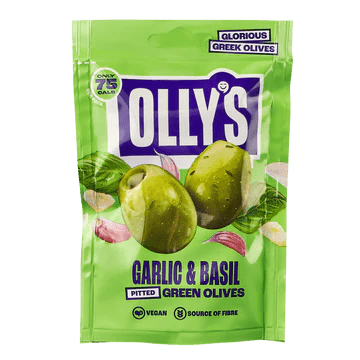 GLORIOUS
GREEK OLIVES
ONLY
75
CALS
OLLY'S
GARLIC & BASIL
PITTED GREEN OLIVES
VEGAN SOURCE OF FIBRE